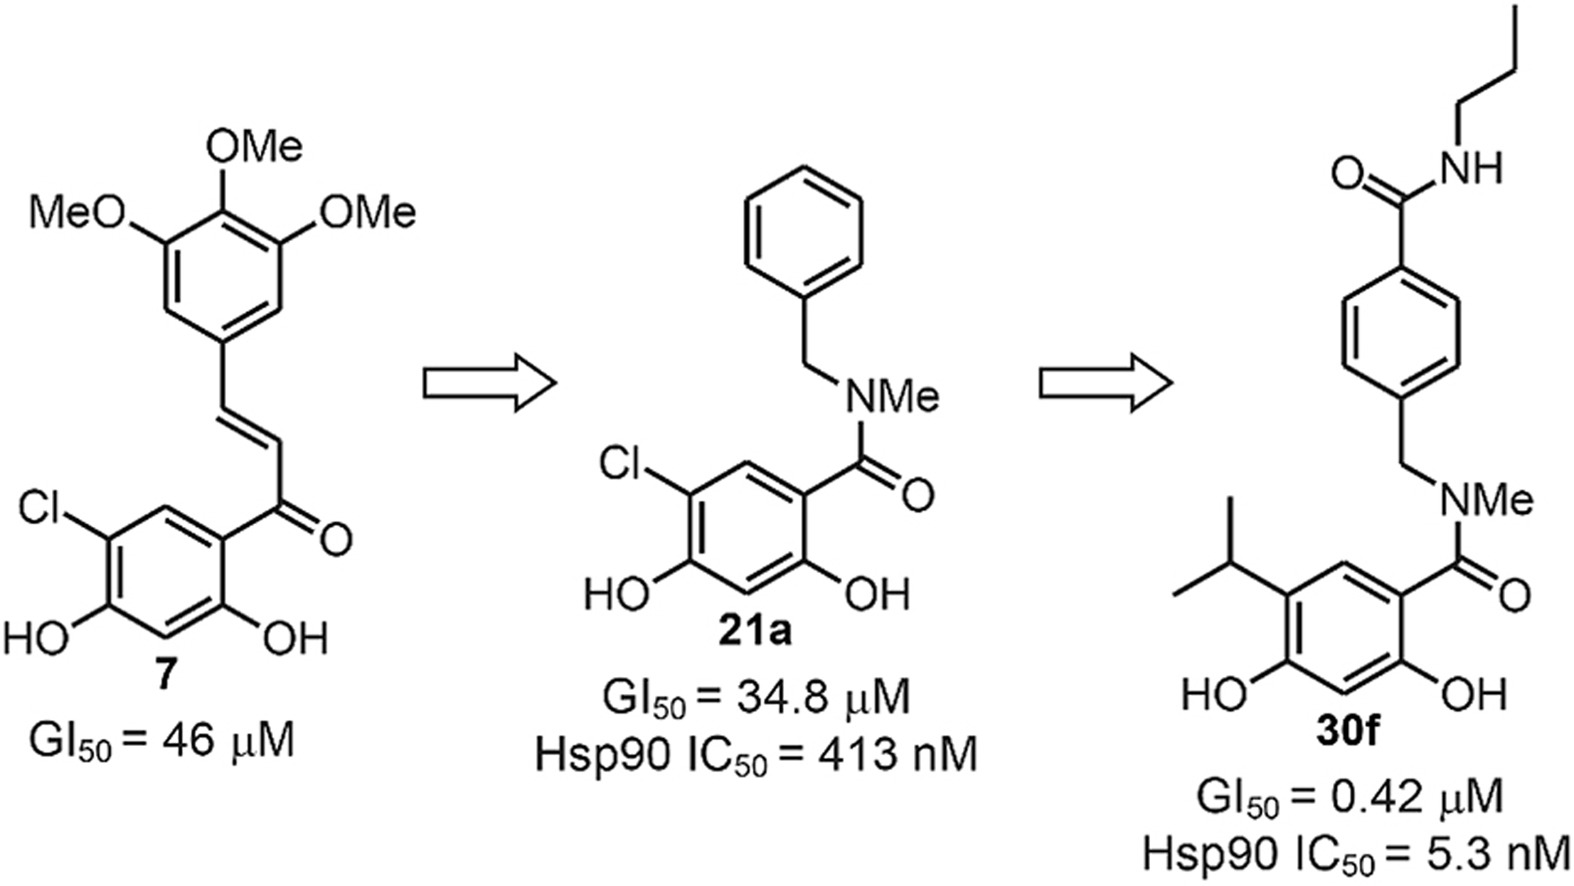 OMe
MeO
OMe
Cl
O
HO
OH
7
GI50 = 46 μM
NMe
Cl
O
HO
OH
21a
GI50 = 34.8 μM
Hsp90 IC50 = 413 nM
O
NH
NMe
O
HO
OH
30f
GI50 = 0.42 μM
Hsp90 IC50 = 5.3 nM